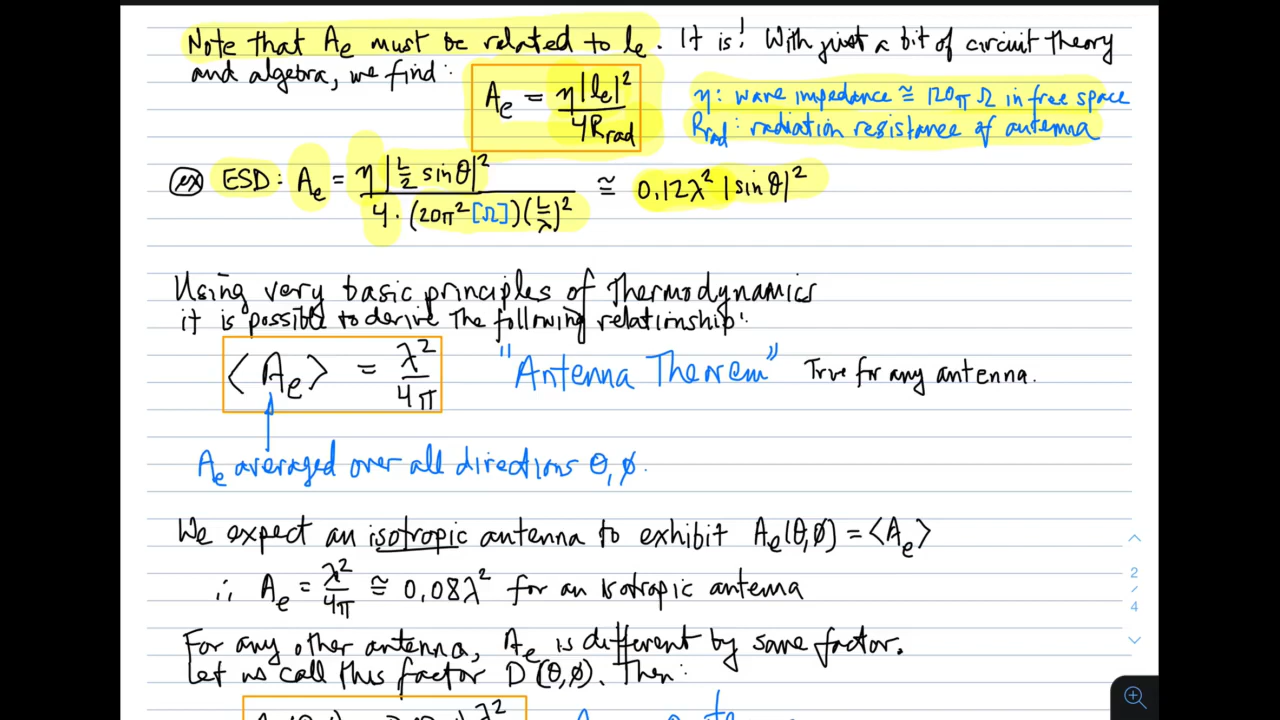 Note that Ae must be related to le. It is! With just a bit of circuit theory
and algebra, we find:
Ae = η|le|² / 4Rrad
η: wave impedance ≅ 120π Ω in free space
Rrad: radiation resistance of antenna
ex ESD: Ae = η|L/2 sinθ|² / 4·(20π²[Ω])(L/λ)² ≅ 0,12λ² |sinθ|²
Using very basic principles of Thermodynamics
it is possible to derive the following relationship:
⟨Ae⟩ = λ²/4π "Antenna Theorem" True for any antenna.
Ae averaged over all directions θ,φ.
We expect an isotropic antenna to exhibit Ae(θ,φ) = ⟨Ae⟩
∴ Ae = λ²/4π ≅ 0,08λ² for an isotropic antenna
For any other antenna, Ae is different by some factor.
Let us call this factor D(θ,φ). Then:
2/4